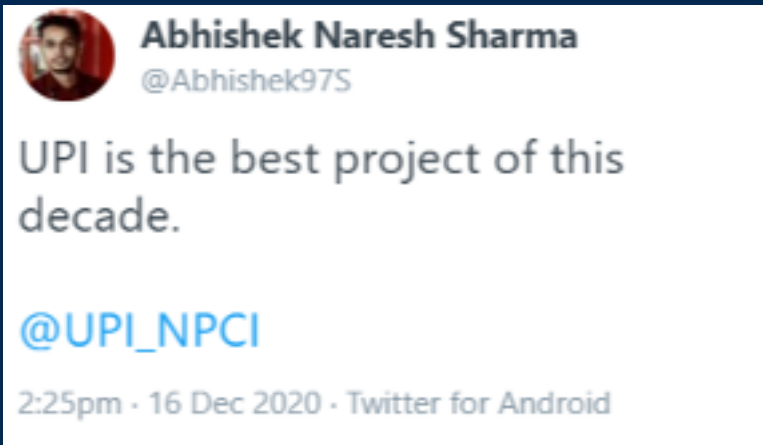 Abhishek Naresh Sharma
@Abhishek97S
UPI is the best project of this
decade.
@UPI_NPCI
2:25pm · 16 Dec 2020 · Twitter for Android